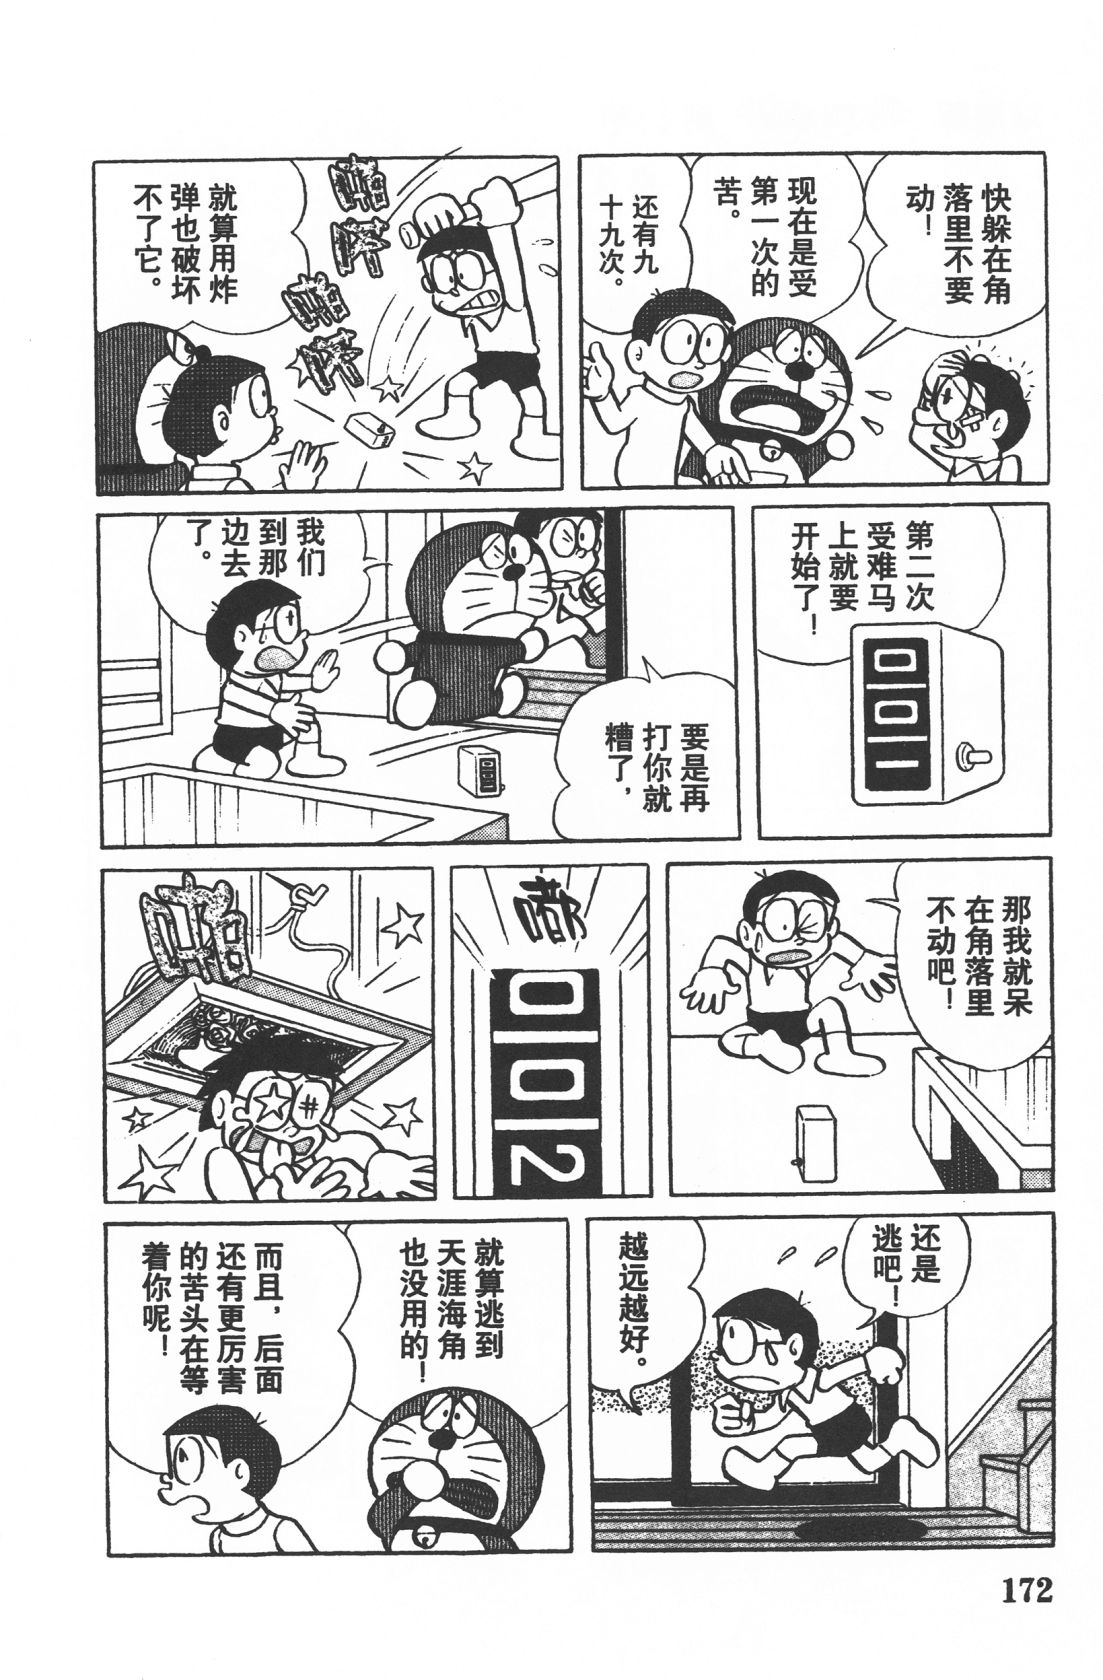 快躲在角
落里不要
动！
现在是受
第一次的
苦。
还有九
十九次。
就算用炸
弹也破坏
不了它。
第二次
受难马
上就要
开始了！
001
我们
到那
边去
了。
要是再
打你就
糟了，
那我就呆
在角落里
不动吧！
002
啪
还是
逃吧！
越远越好。
就算逃到
天涯海角
也没用的！
而且，后面
还有更厉害
的苦头在等
着你呢！
172